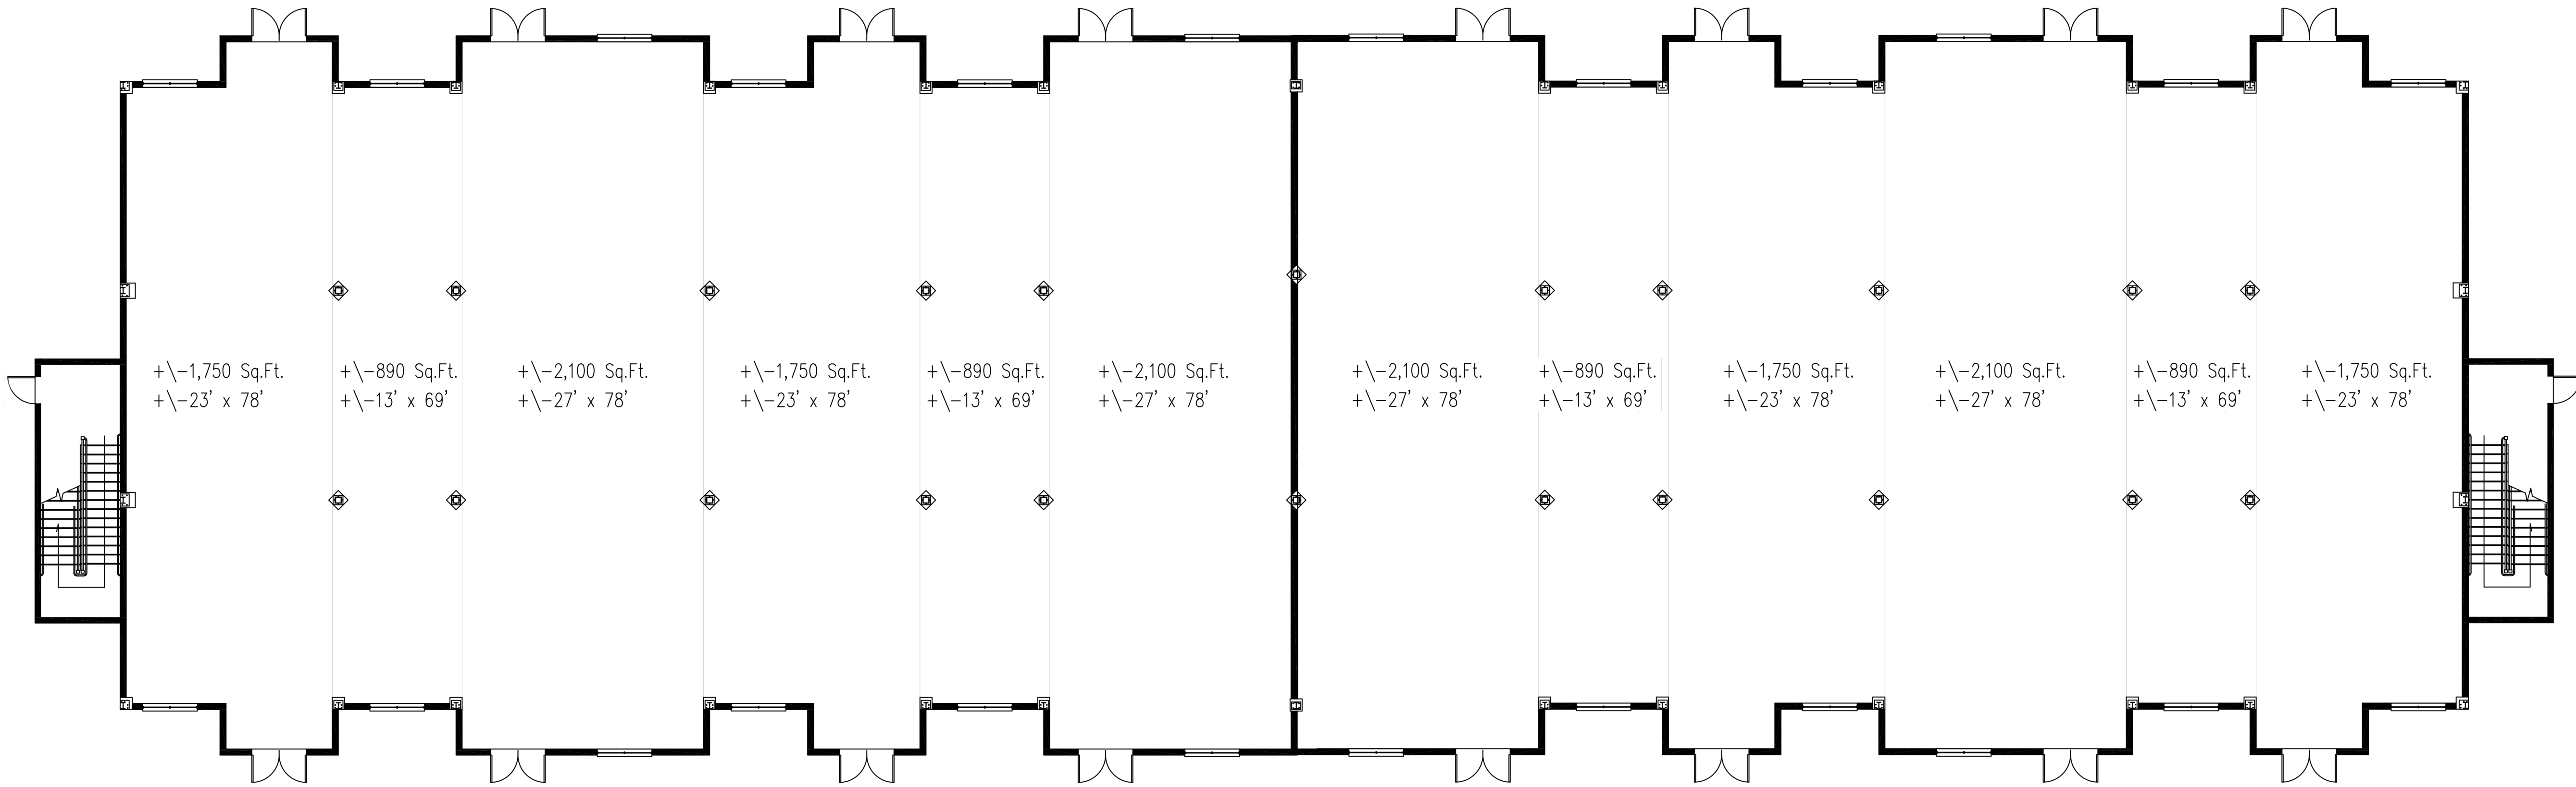 +\-1,750 Sq.Ft.
+\-23' x 78'
+\-890 Sq.Ft.
+\-13' x 69'
+\-2,100 Sq.Ft.
+\-27' x 78'
+\-1,750 Sq.Ft.
+\-23' x 78'
+\-890 Sq.Ft.
+\-13' x 69'
+\-2,100 Sq.Ft.
+\-27' x 78'
+\-2,100 Sq.Ft.
+\-27' x 78'
+\-890 Sq.Ft.
+\-13' x 69'
+\-1,750 Sq.Ft.
+\-23' x 78'
+\-2,100 Sq.Ft.
+\-27' x 78'
+\-890 Sq.Ft.
+\-13' x 69'
+\-1,750 Sq.Ft.
+\-23' x 78'